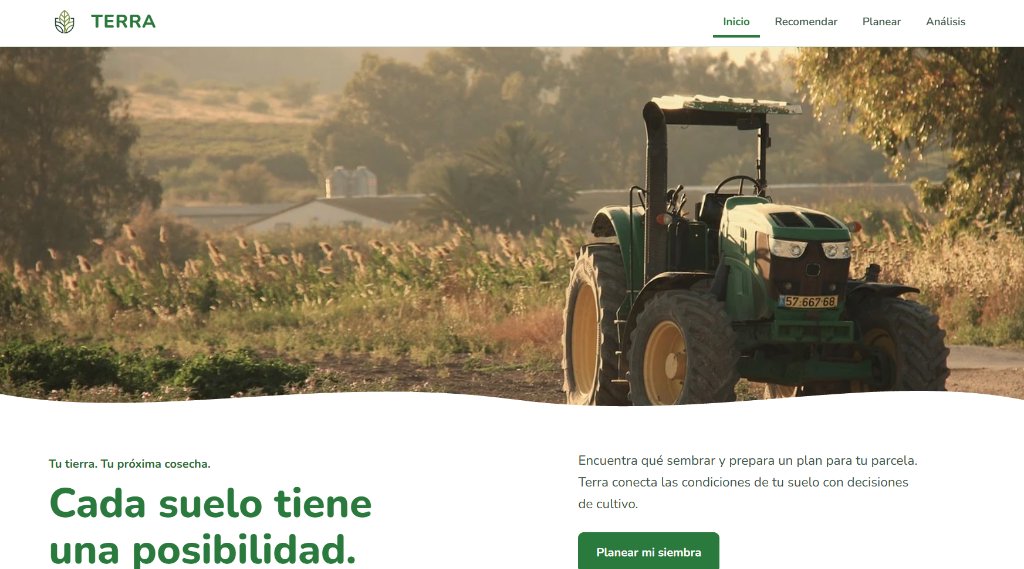 TERRA
Inicio Recomendar Planear Análisis
57·667·68
Tu tierra. Tu próxima cosecha.
Cada suelo tiene
una posibilidad.
Encuentra qué sembrar y prepara un plan para tu parcela.
Terra conecta las condiciones de tu suelo con decisiones
de cultivo.
Planear mi siembra